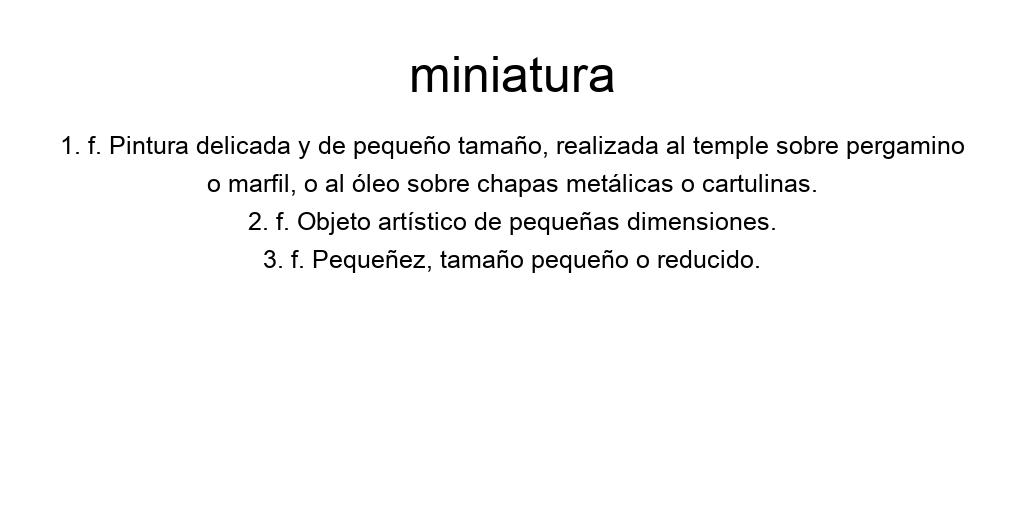 miniatura
1. f. Pintura delicada y de pequeño tamaño, realizada al temple sobre pergamino
o marfil, o al óleo sobre chapas metálicas o cartulinas.
2. f. Objeto artístico de pequeñas dimensiones.
3. f. Pequeñez, tamaño pequeño o reducido.